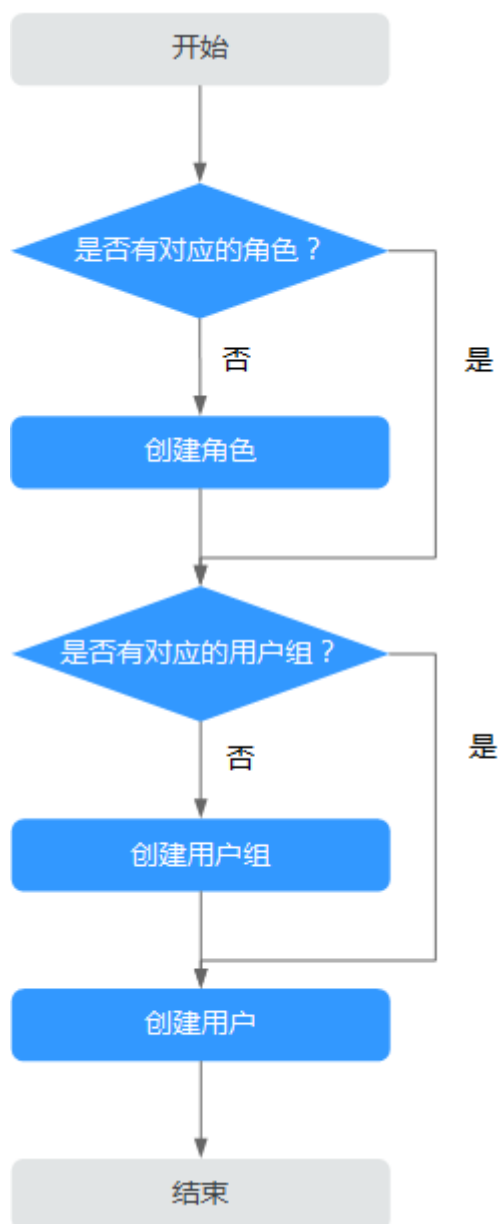 开始
是否有对应的角色？
否
是
创建角色
是否有对应的用户组？
是
否
创建用户组
创建用户
结束